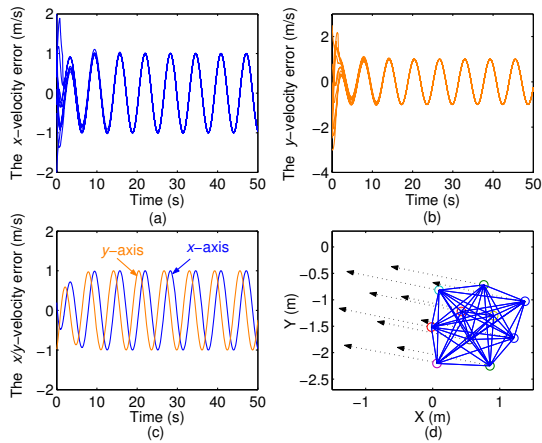 The x−velocity error (m/s)
2
1
0
−1
−2
0 10 20 30 40 50
Time (s)
(a)
The y−velocity error (m/s)
4
2
0
−2
−4
0 10 20 30 40 50
Time (s)
(b)
The x/y−velocity error (m/s)
2
1
0
−1
−2
y−axis
x−axis
0 10 20 30 40 50
Time (s)
(c)
Y (m)
0
−0.5
−1
−1.5
−2
−2.5
−1 0 1
X (m)
(d)